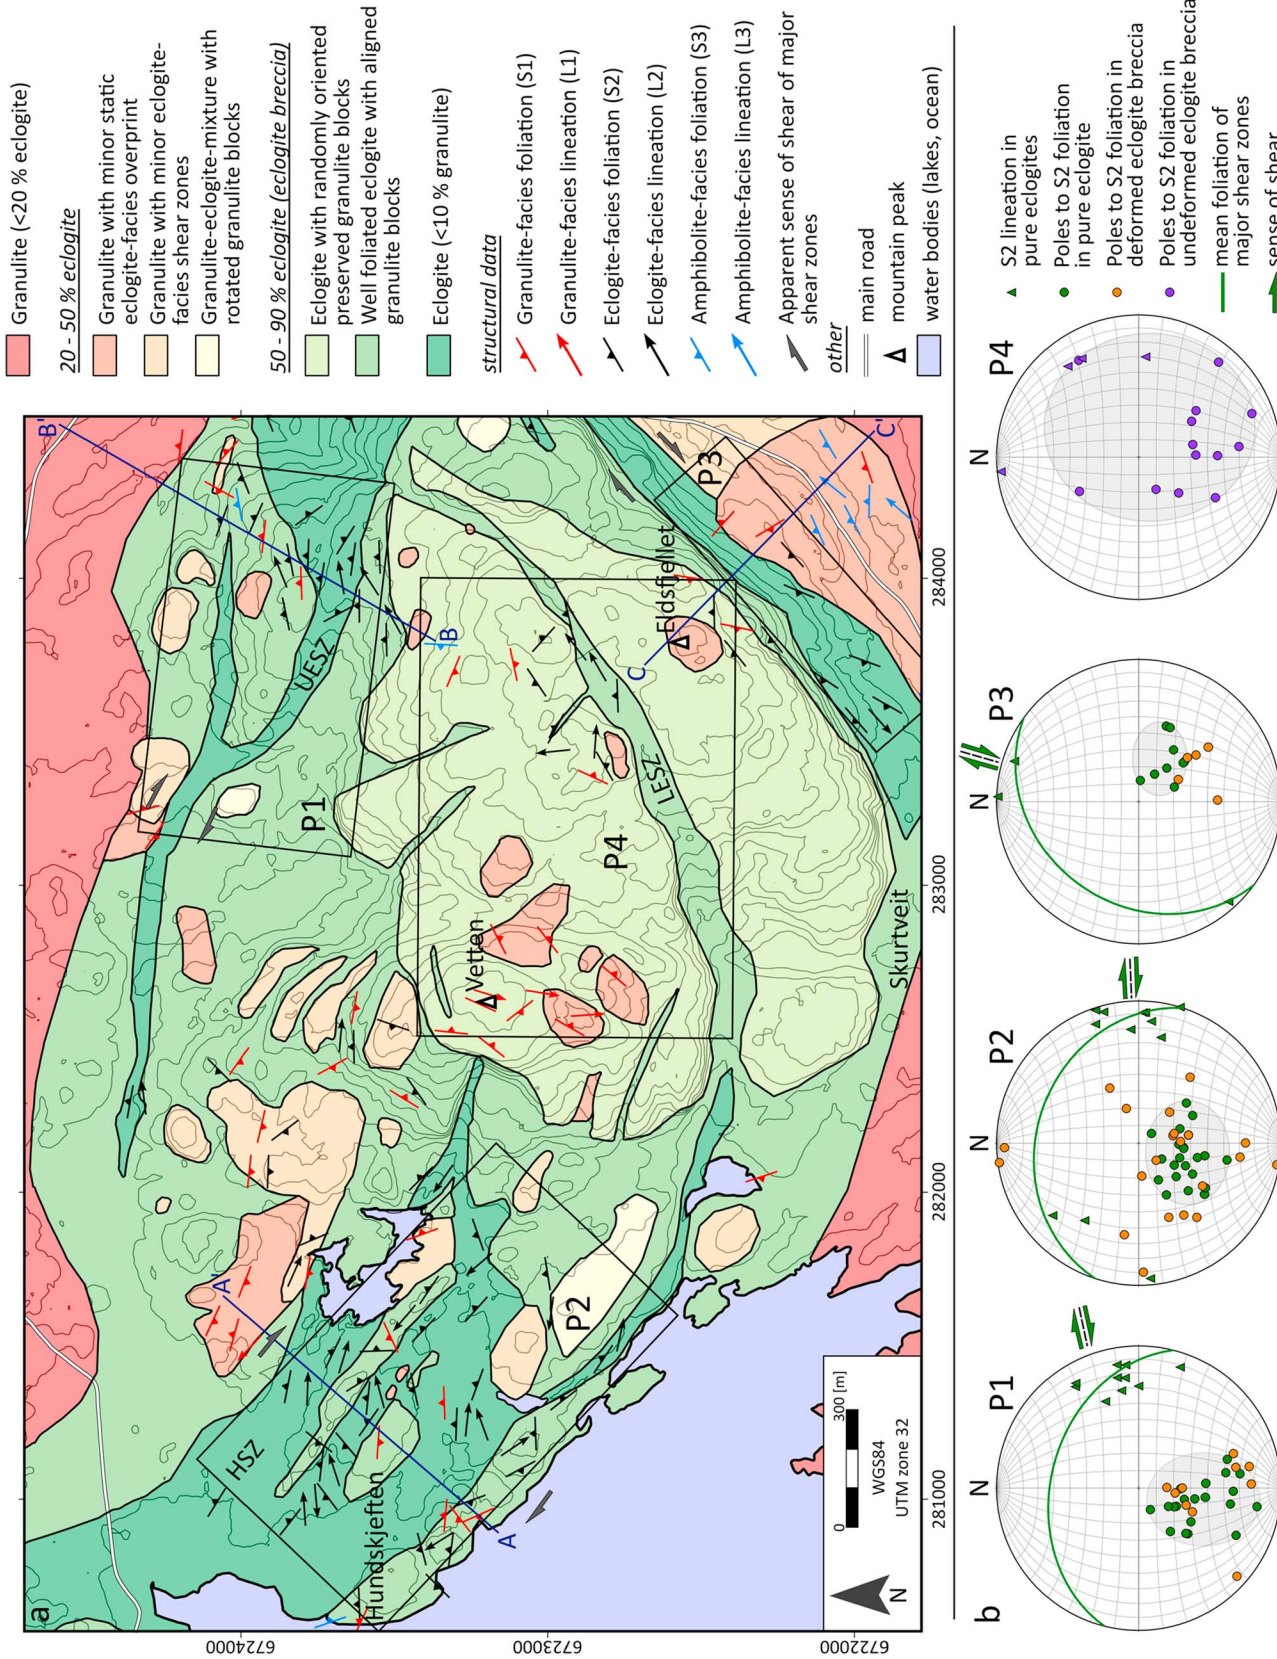 a
A'
B'
HSZ
P1
UESZ
Hundskjeften
A
P2
Vetten
P4
LESZ
B
C
Eldsfjellet
P3
C'
Skurtveit
N
0
300 [m]
WGS84
UTM zone 32
6724000
6723000
6722000
281000
282000
283000
284000
Granulite (<20 % eclogite)
20 - 50 % eclogite
Granulite with minor static
eclogite-facies overprint
Granulite with minor eclogite-
facies shear zones
Granulite-eclogite-mixture with
rotated granulite blocks
50 - 90 % eclogite (eclogite breccia)
Eclogite with randomly oriented
preserved granulite blocks
Well foliated eclogite with aligned
granulite blocks
Eclogite (<10 % granulite)
structural data
Granulite-facies foliation (S1)
Granulite-facies lineation (L1)
Eclogite-facies foliation (S2)
Eclogite-facies lineation (L2)
Amphibolite-facies foliation (S3)
Amphibolite-facies lineation (L3)
Apparent sense of shear of major
shear zones
other
main road
mountain peak
water bodies (lakes, ocean)
b
N
P1
N
P2
N
P3
N
P4
S2 lineation in
pure eclogites
Poles to S2 foliation
in pure eclogite
Poles to S2 foliation in
deformed eclogite breccia
Poles to S2 foliation in
undeformed eclogite breccia
mean foliation of
major shear zones
sense of shear